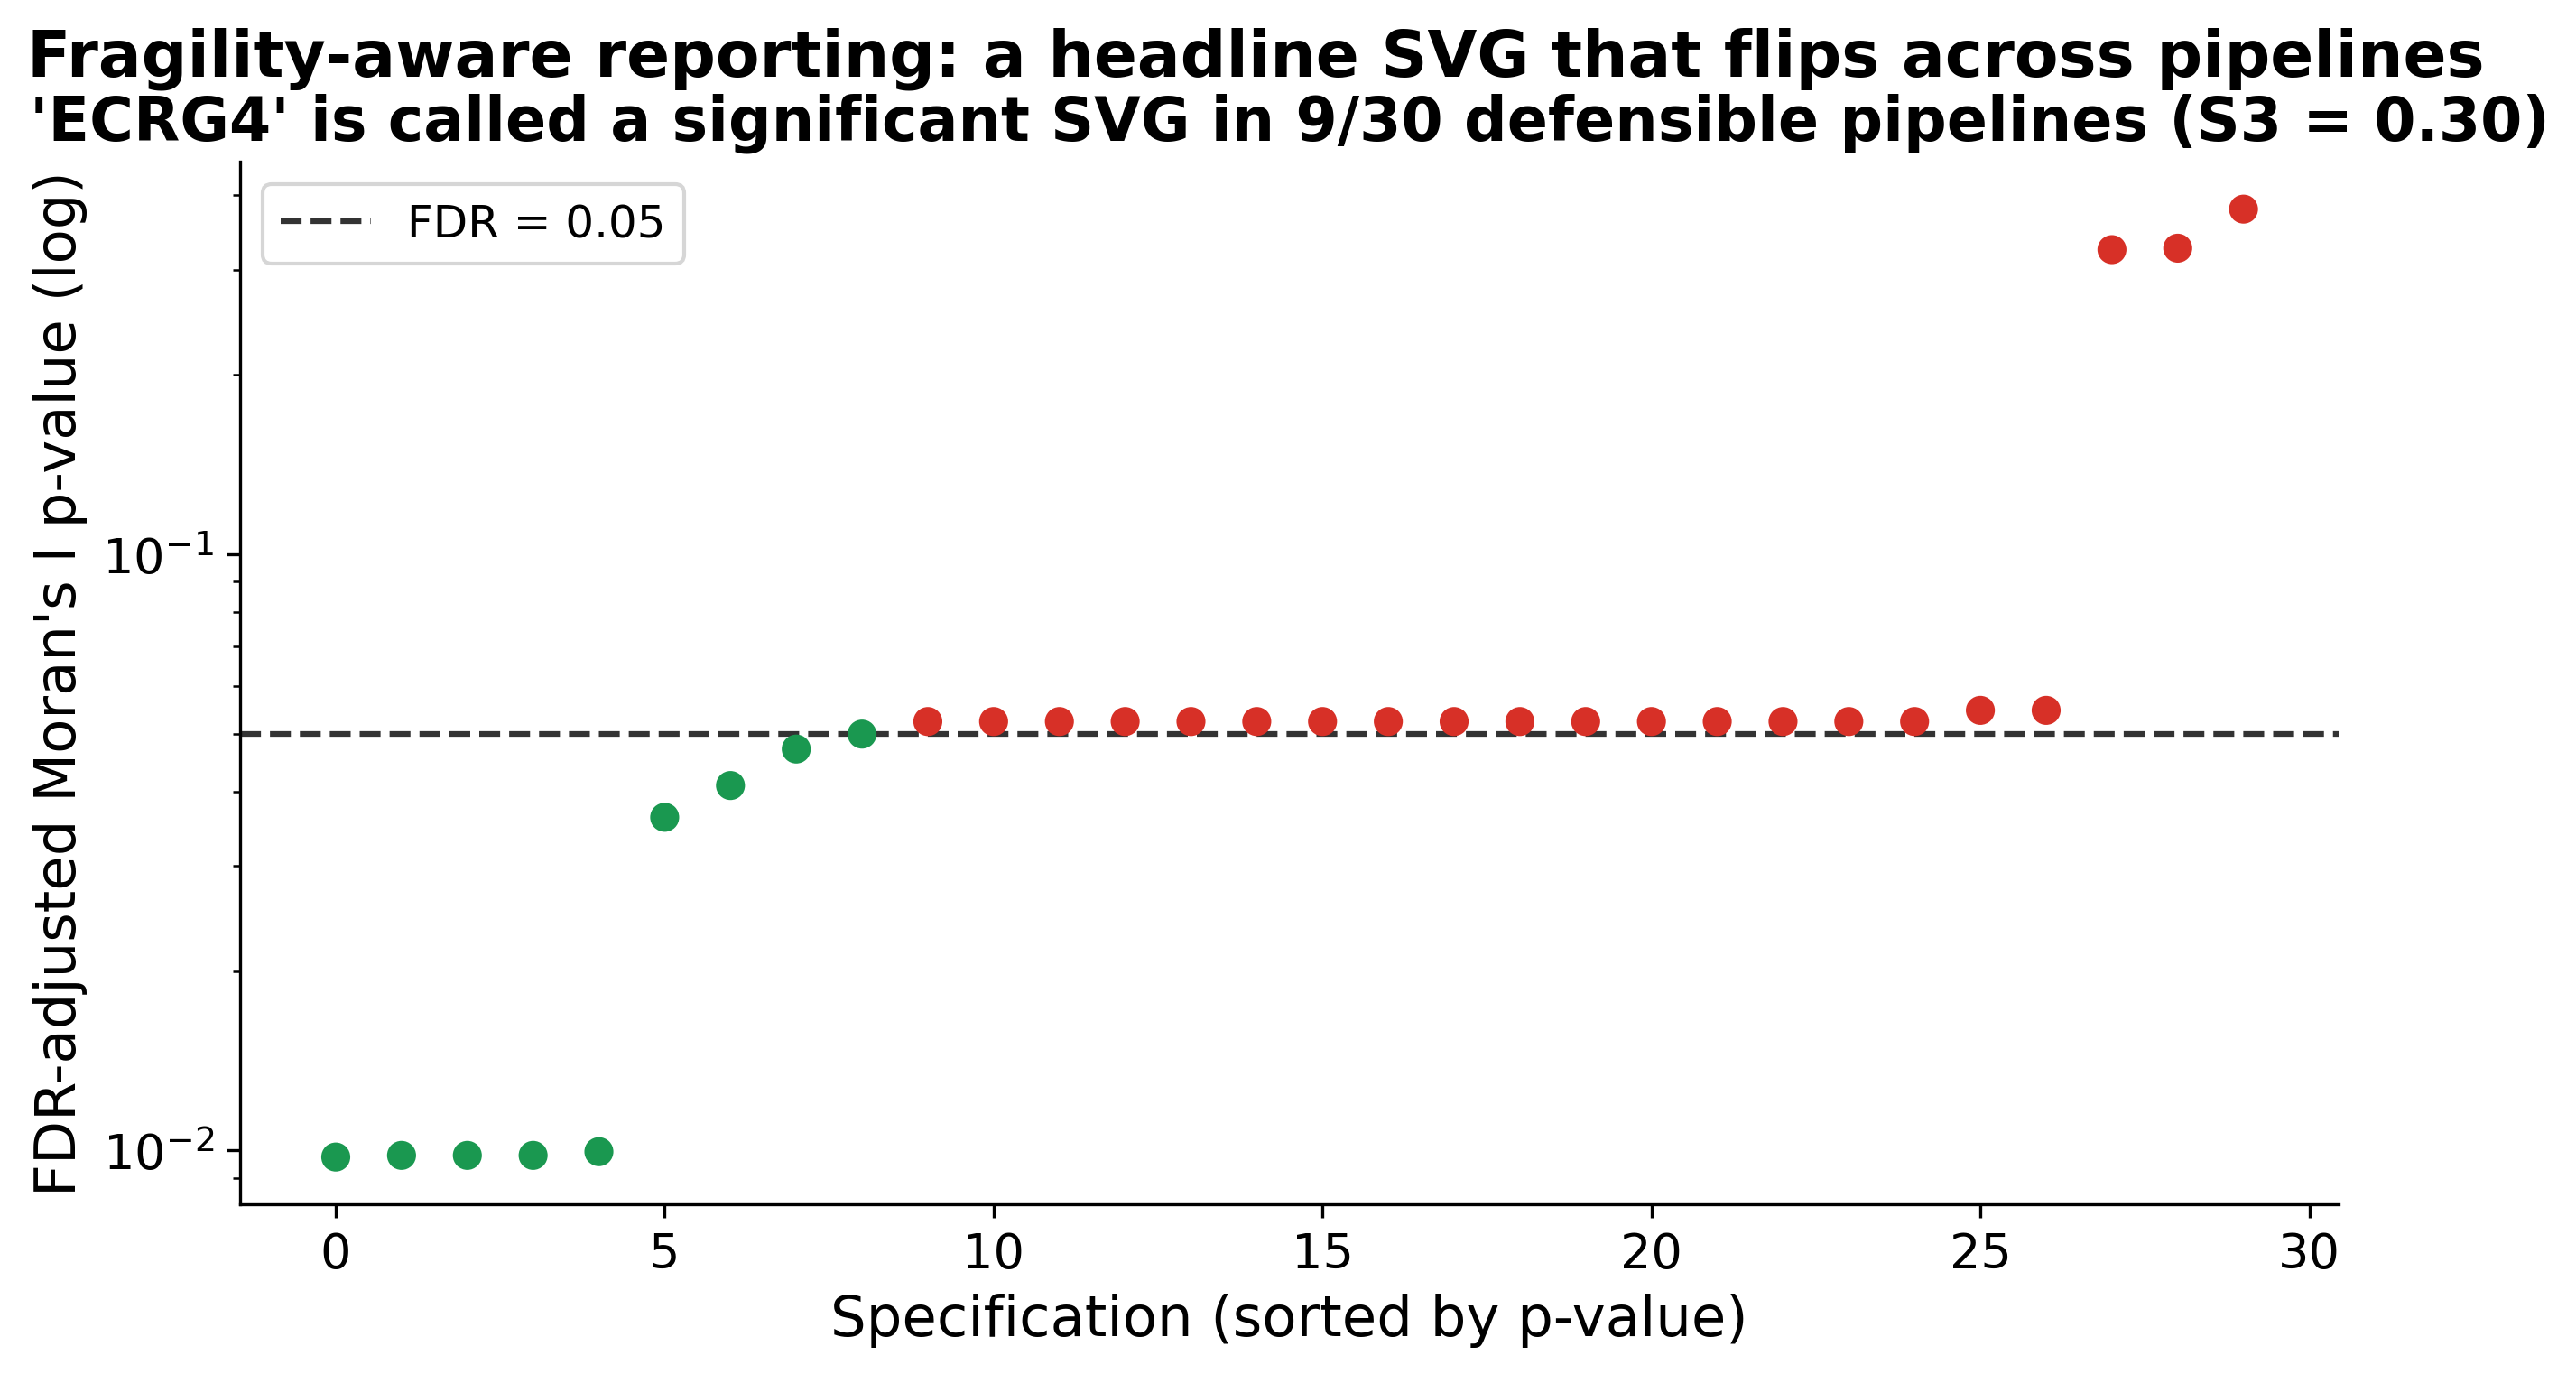 Fragility-aware reporting: a headline SVG that flips across pipelines
'ECRG4' is called a significant SVG in 9/30 defensible pipelines (S3 = 0.30)
FDR = 0.05
FDR-adjusted Moran's I p-value (log)
10⁻¹
10⁻²
0 5 10 15 20 25 30
Specification (sorted by p-value)